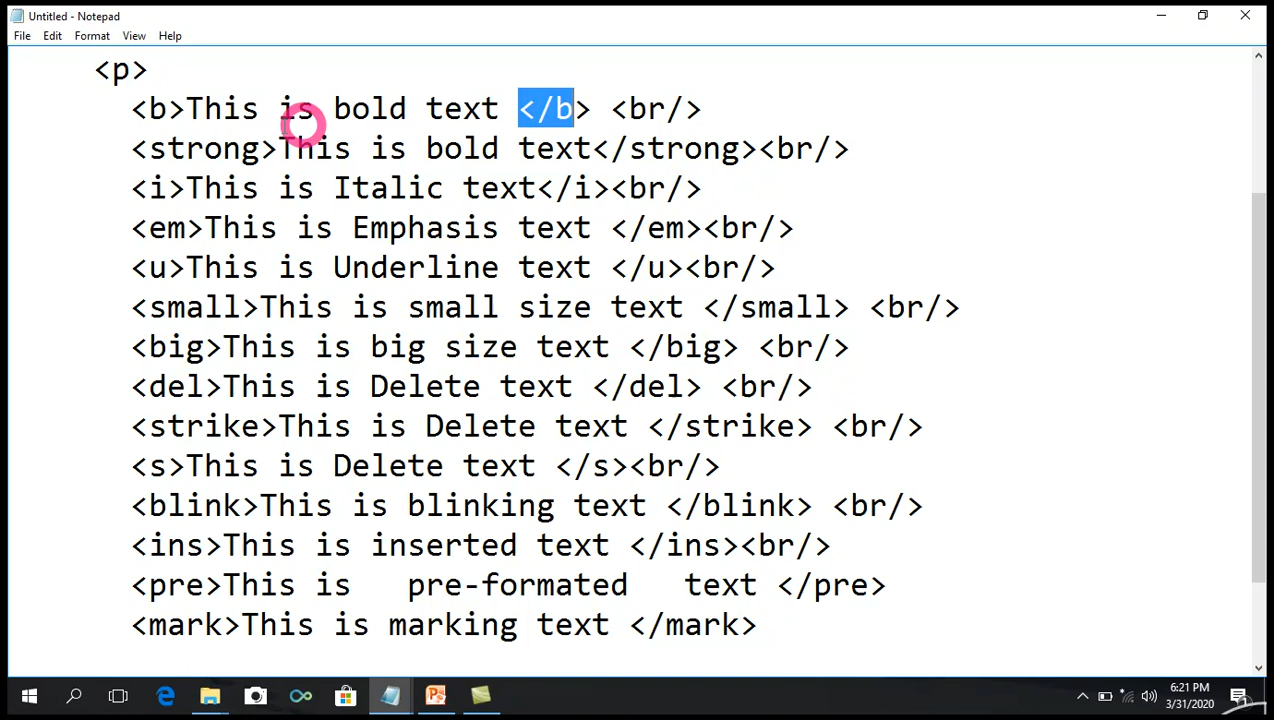 Untitled - Notepad
File Edit Format View Help
<p>
<b>This is bold text </b> <br/>
<strong>This is bold text</strong><br/>
<i>This is Italic text</i><br/>
<em>This is Emphasis text </em><br/>
<u>This is Underline text </u><br/>
<small>This is small size text </small> <br/>
<big>This is big size text </big> <br/>
<del>This is Delete text </del> <br/>
<strike>This is Delete text </strike> <br/>
<s>This is Delete text </s><br/>
<blink>This is blinking text </blink> <br/>
<ins>This is inserted text </ins><br/>
<pre>This is   pre-formated   text </pre>
<mark>This is marking text </mark>
6:21 PM
3/31/2020